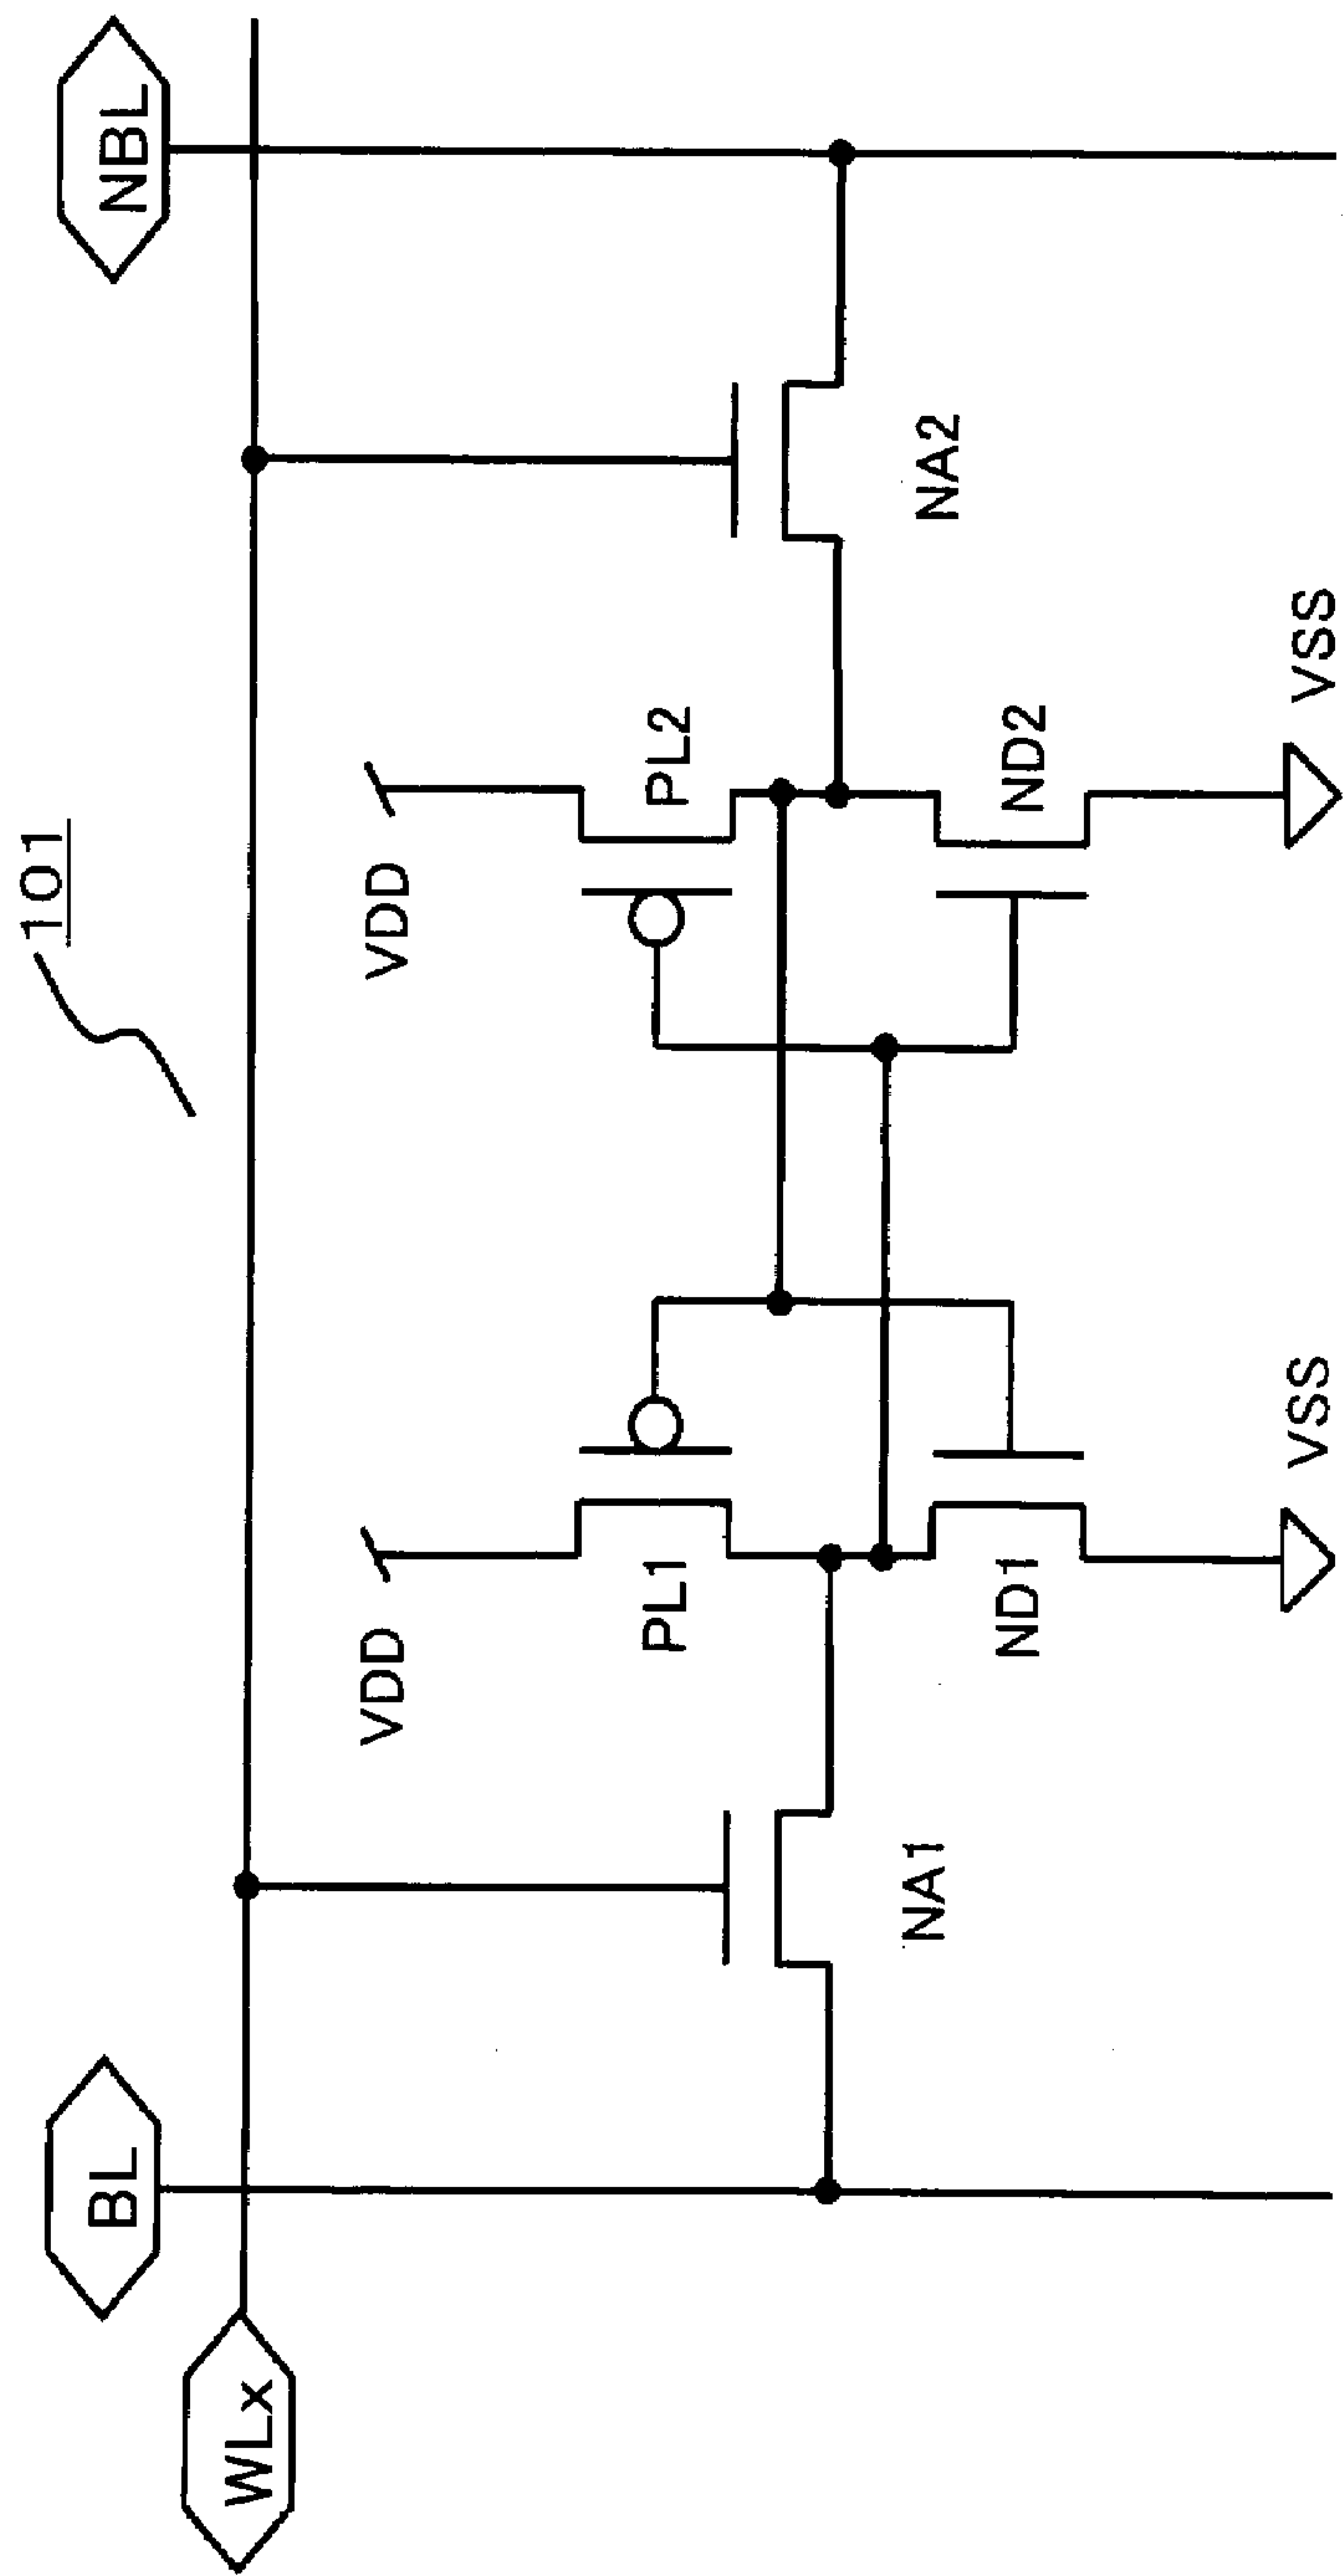 101
BL
NBL
WLx
VDD
VDD
PL1
PL2
NA1
NA2
ND1
ND2
VSS
VSS